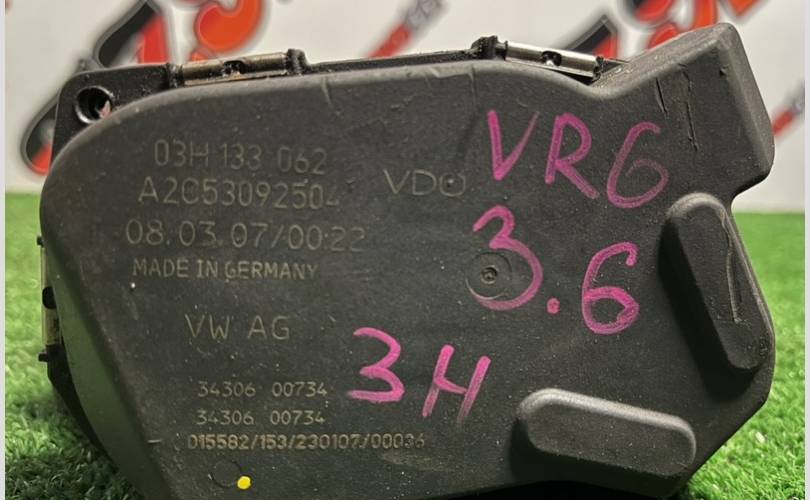 03H 133 062
A2C53092504
VDO
08.03.07/00:22
MADE IN GERMANY
VW AG
34306 00734
34306 00734
015582/153/230107/00036
VR6
3.6
3H